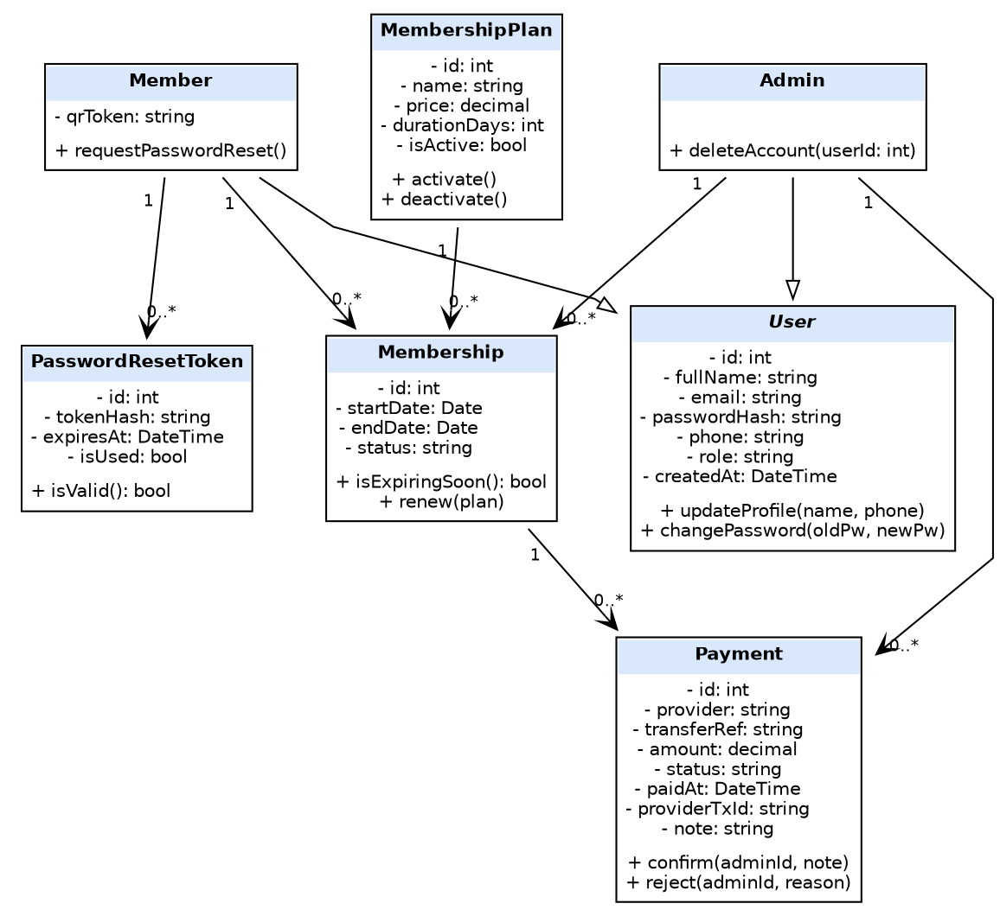 MembershipPlan
- id: int
- name: string
- price: decimal
- durationDays: int
- isActive: bool
+ activate()
+ deactivate()
Member
- qrToken: string
+ requestPasswordReset()
Admin
+ deleteAccount(userId: int)
1
1
1
1
1
0..*
0..*
0..*
0..*
PasswordResetToken
- id: int
- tokenHash: string
- expiresAt: DateTime
- isUsed: bool
+ isValid(): bool
Membership
- id: int
- startDate: Date
- endDate: Date
- status: string
+ isExpiringSoon(): bool
+ renew(plan)
User
- id: int
- fullName: string
- email: string
- passwordHash: string
- phone: string
- role: string
- createdAt: DateTime
+ updateProfile(name, phone)
+ changePassword(oldPw, newPw)
1
0..*
0..*
Payment
- id: int
- provider: string
- transferRef: string
- amount: decimal
- status: string
- paidAt: DateTime
- providerTxId: string
- note: string
+ confirm(adminId, note)
+ reject(adminId, reason)